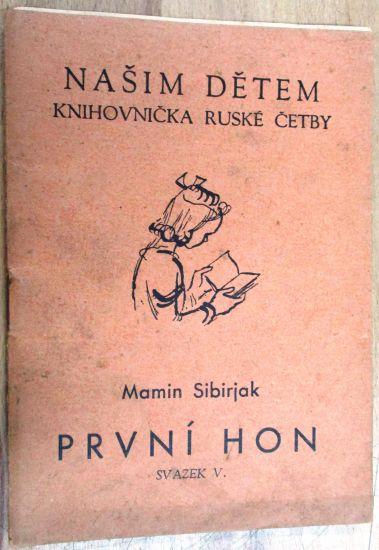 NAŠIM DĚTEM
KNIHOVNIČKA RUSKÉ ČETBY
Mamin Sibirjak
PRVNÍ HON
SVAZEK V.